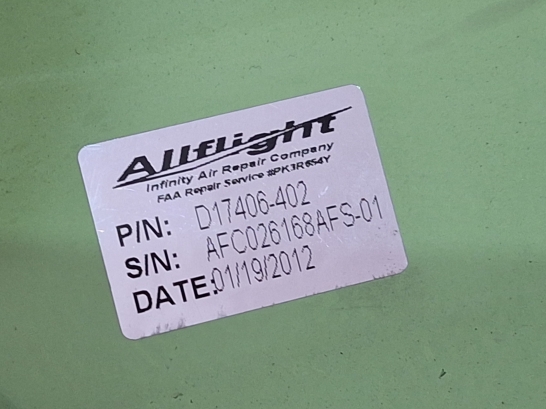 Allflight
Infinity Air Repair Company
FAA Repair Service #PK3R654Y
P/N: D17406-402
S/N: AFC026168AFS-01
DATE: 01/19/2012